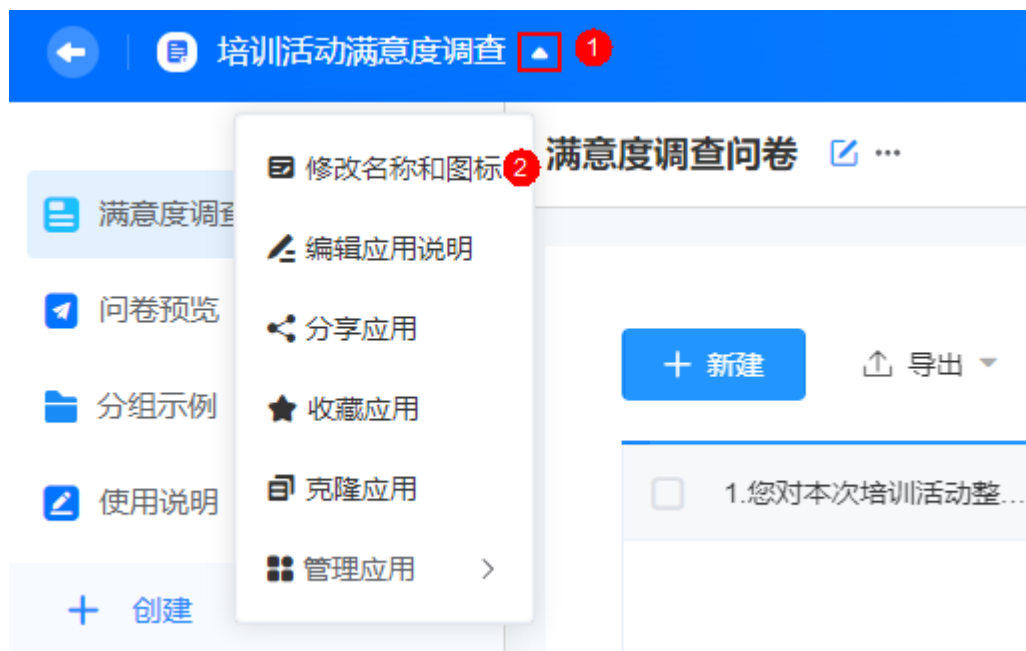 培训活动满意度调查
1
修改名称和图标
2
编辑应用说明
分享应用
收藏应用
克隆应用
管理应用
满意度调查
问卷预览
分组示例
使用说明
创建
满意度调查问卷
新建
导出
1.您对本次培训活动整...